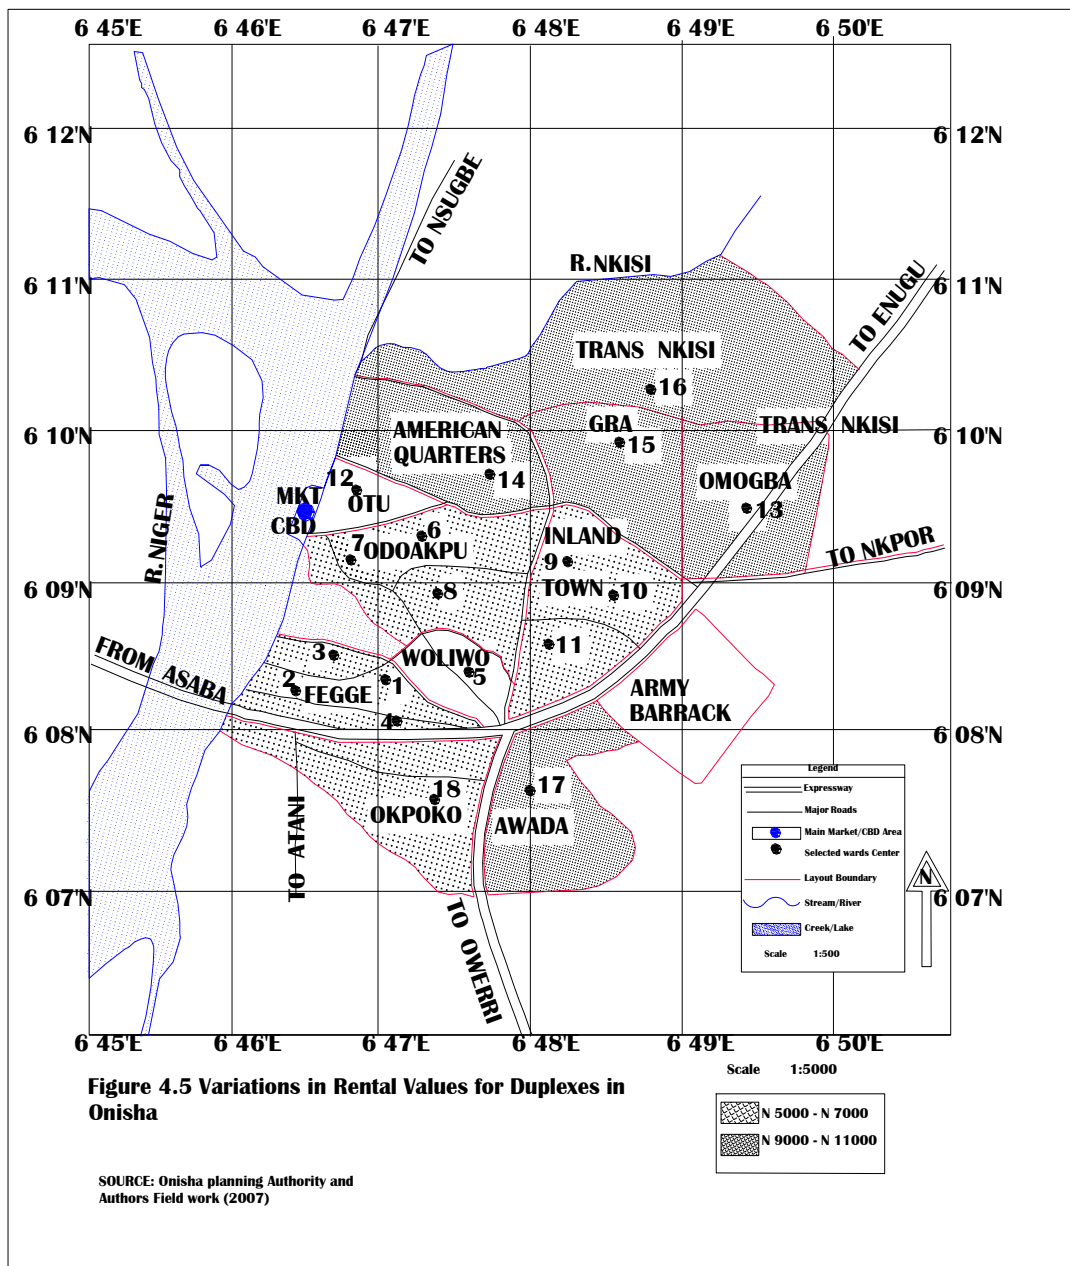 6 45'E 6 46'E 6 47'E 6 48'E 6 49'E 6 50'E
6 12'N 6 12'N
TO NSUGBE
R.NKISI
6 11'N 6 11'N
TO ENUGU
TRANS NKISI
16
GRA
15
TRANS NKISI
6 10'N 6 10'N
AMERICAN
QUARTERS
14
OMOGBA
13
12
OTU
MKT
CBD
R.NIGER
6
7
ODOAKPU
8
INLAND
9
TOWN
10
11
TO NKPOR
6 09'N 6 09'N
FROM ASABA
3
2
FEGGE
1
4
WOLIWO
5
ARMY
BARRACK
6 08'N 6 08'N
18
OKPOKO
17
AWADA
TO ATANI
TO OWERRI
6 07'N 6 07'N
Legend
Expressway
Major Roads
Main Market/CBD Area
Selected wards Center
Layout Boundary
Stream/River
Creek/Lake
Scale 1:500
N
6 45'E 6 46'E 6 47'E 6 48'E 6 49'E 6 50'E
Scale 1:5000
Figure 4.5 Variations in Rental Values for Duplexes in
Onisha
N 5000 - N 7000
N 9000 - N 11000
SOURCE: Onisha planning Authority and
Authors Field work (2007)